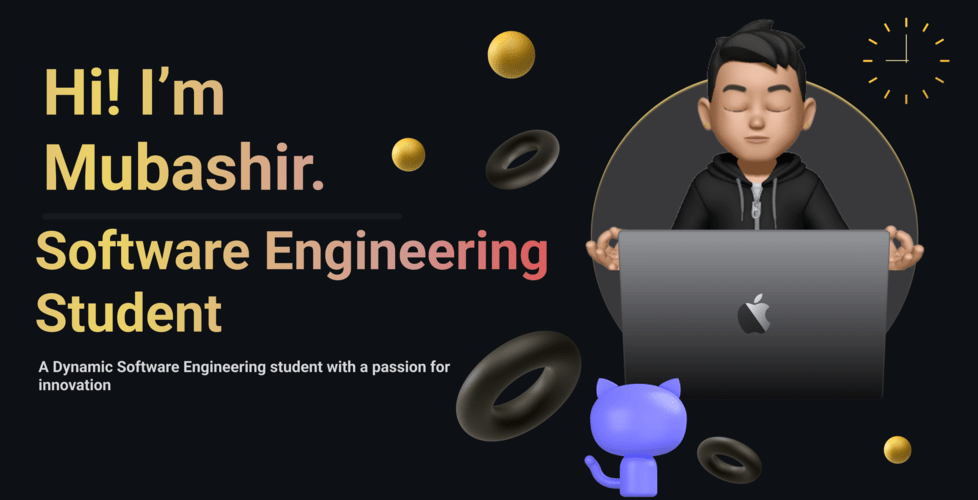 Hi! I’m
Mubashir.
Software Engineering
Student
A Dynamic Software Engineering student with a passion for
innovation